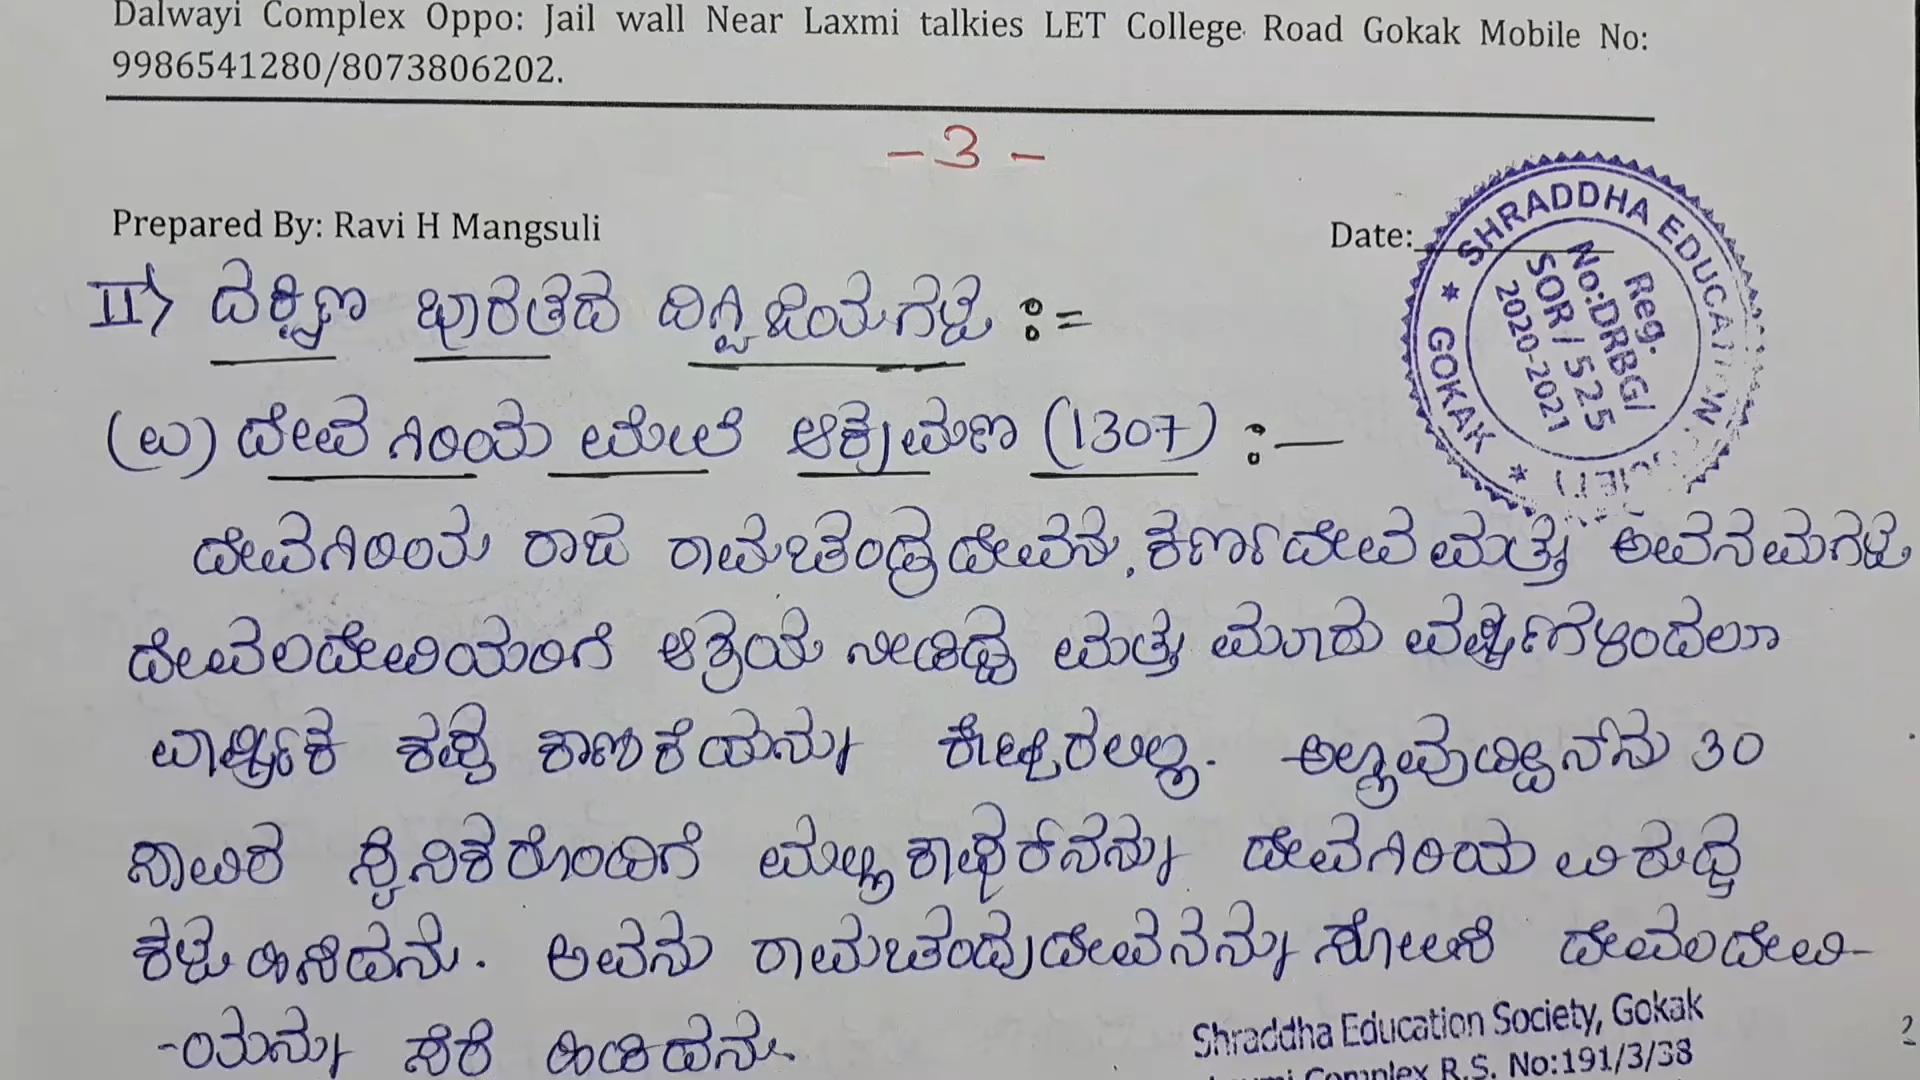 Dalwayi Complex Oppo: Jail wall Near Laxmi talkies LET College Road Gokak Mobile No:
9986541280/8073806202.
-3-
Prepared By: Ravi H Mangsuli
Date:
SHRADDHA EDUCATION SOCIETY
* GOKAK *
Reg.
No:DRBG/
SOR/525
2020-2021
II> ದಕ್ಷಿಣ ಭಾರತದ ದಿಗ್ವಿಜಯಗಳು :=
(ಬ) ದೇವಗಿರಿಯ ಮೇಲೆ ಆಕ್ರಮಣ (1307) :—
ದೇವಗಿರಿಯ ರಾಜ ರಾಮಚಂದ್ರದೇವನು, ಕರ್ಣದೇವ ಮತ್ತು ಅವನ ಮಗಳು
ದೇವಲದೇವಿಯರಿಗೆ ಆಶ್ರಯ ನೀಡಿದ್ದ ಮತ್ತು ಮೂರು ವರ್ಷಗಳಿಂದಲೂ
ವಾರ್ಷಿಕ ಕಪ್ಪ ಕಾಣಿಕೆಯನ್ನು ಕೊಟ್ಟಿರಲಿಲ್ಲ. ಅಲ್ಲಾವುದ್ದೀನ್‌ನು 30
ಸಾವಿರ ಸೈನಿಕರೊಂದಿಗೆ ಮಲ್ಲಿಕಾಫರ್‌ನನ್ನು ದೇವಗಿರಿಯ ವಿರುದ್ಧ
ಕಳುಹಿಸಿದನು. ಅವನು ರಾಮಚಂದ್ರದೇವನನ್ನು ಸೋಲಿಸಿ ದೇವಲದೇವಿ-
-ಯನ್ನು ಸೆರೆ ಹಿಡಿದನು.
Shraddha Education Society, Gokak
Complex R.S. No:191/3/38
2